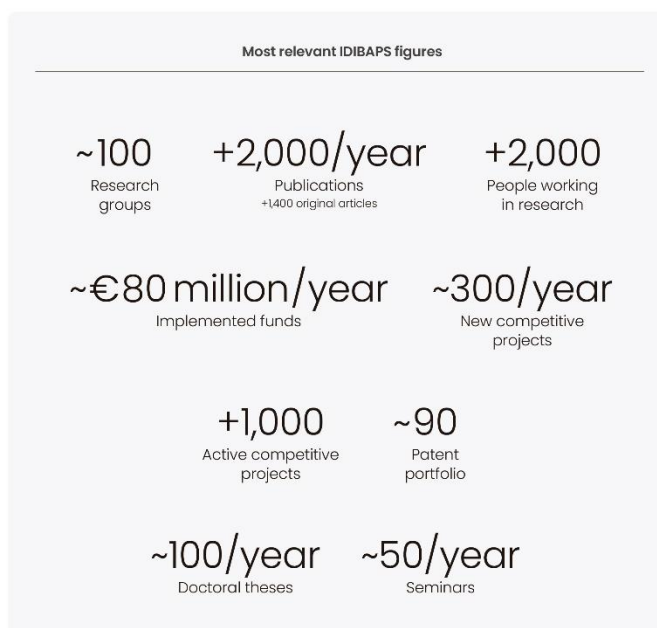 Most relevant IDIBAPS figures
~100
Research
groups
+2,000/year
Publications
+1,400 original articles
+2,000
People working
in research
~€80 million/year
Implemented funds
~300/year
New competitive
projects
+1,000
Active competitive
projects
~90
Patent
portfolio
~100/year
Doctoral theses
~50/year
Seminars